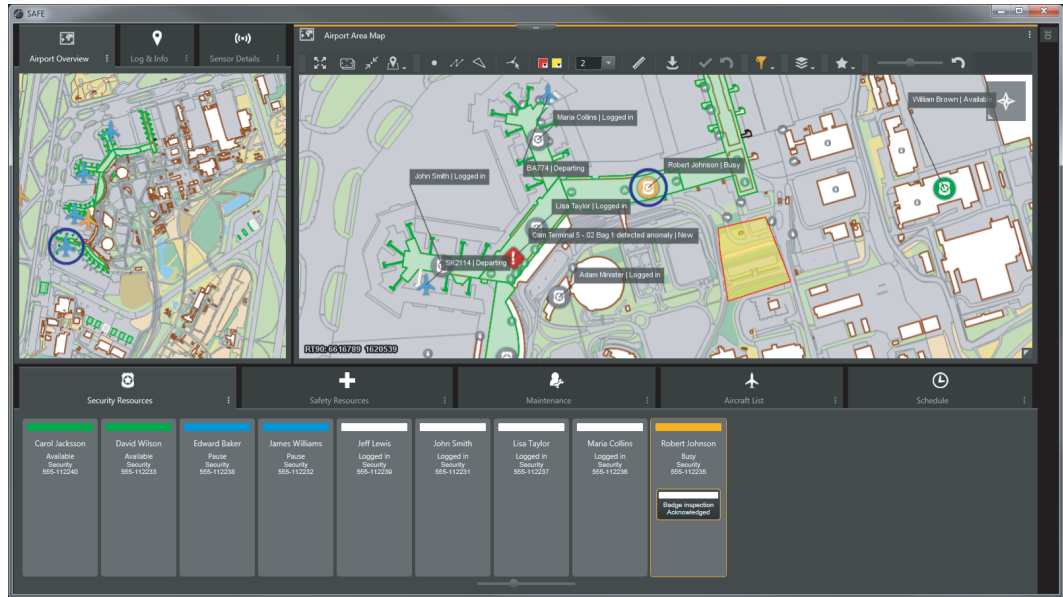 SAFE
Airport Overview
Log & Info
Sensor Details
Airport Area Map
2
William Brown | Available
Maria Collins | Logged in
BA774 | Departing
Robert Johnson | Busy
John Smith | Logged in
Lisa Taylor | Logged in
Cam Terminal 5 - 02 Bag 1 detected anomaly | New
SK2114 | Departing
Adam Minister | Logged in
RT90: 6616789 1620539
Security Resources
Safety Resources
Maintenance
Aircraft List
Schedule
Carol Jacksson
Available
Security
555-112240
David Wilson
Available
Security
555-112233
Edward Baker
Pause
Security
555-112238
James Williams
Pause
Security
555-112232
Jeff Lewis
Logged in
Security
555-112239
John Smith
Logged in
Security
555-112231
Lisa Taylor
Logged in
Security
555-112237
Maria Collins
Logged in
Security
555-112236
Robert Johnson
Busy
Security
555-112235
Badge inspection
Acknowledged